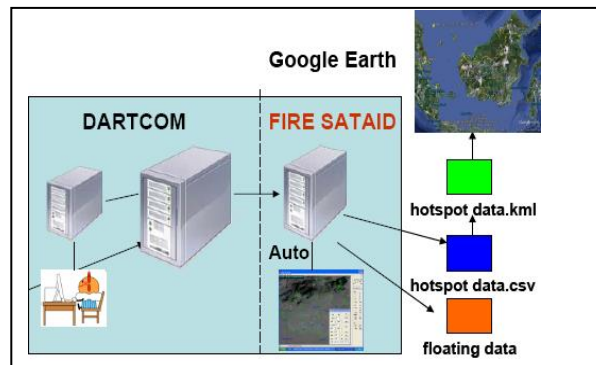 Google Earth
DARTCOM
FIRE SATAID
hotspot data.kml
Auto
hotspot data.csv
floating data